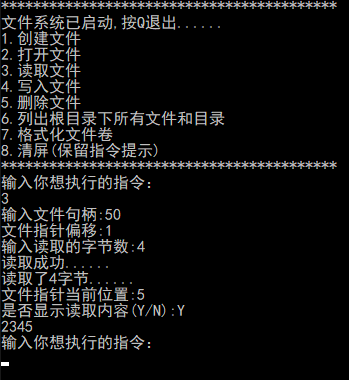 ******************************************
文件系统已启动,按Q退出......
1.创建文件
2.打开文件
3.读取文件
4.写入文件
5.删除文件
6.列出根目录下所有文件和目录
7.格式化文件卷
8.清屏(保留指令提示)
******************************************
输入你想执行的指令:
3
输入文件句柄:50
文件指针偏移:1
输入读取的字节数:4
读取成功......
读取了4字节......
文件指针当前位置:5
是否显示读取内容(Y/N):Y
2345
输入你想执行的指令: